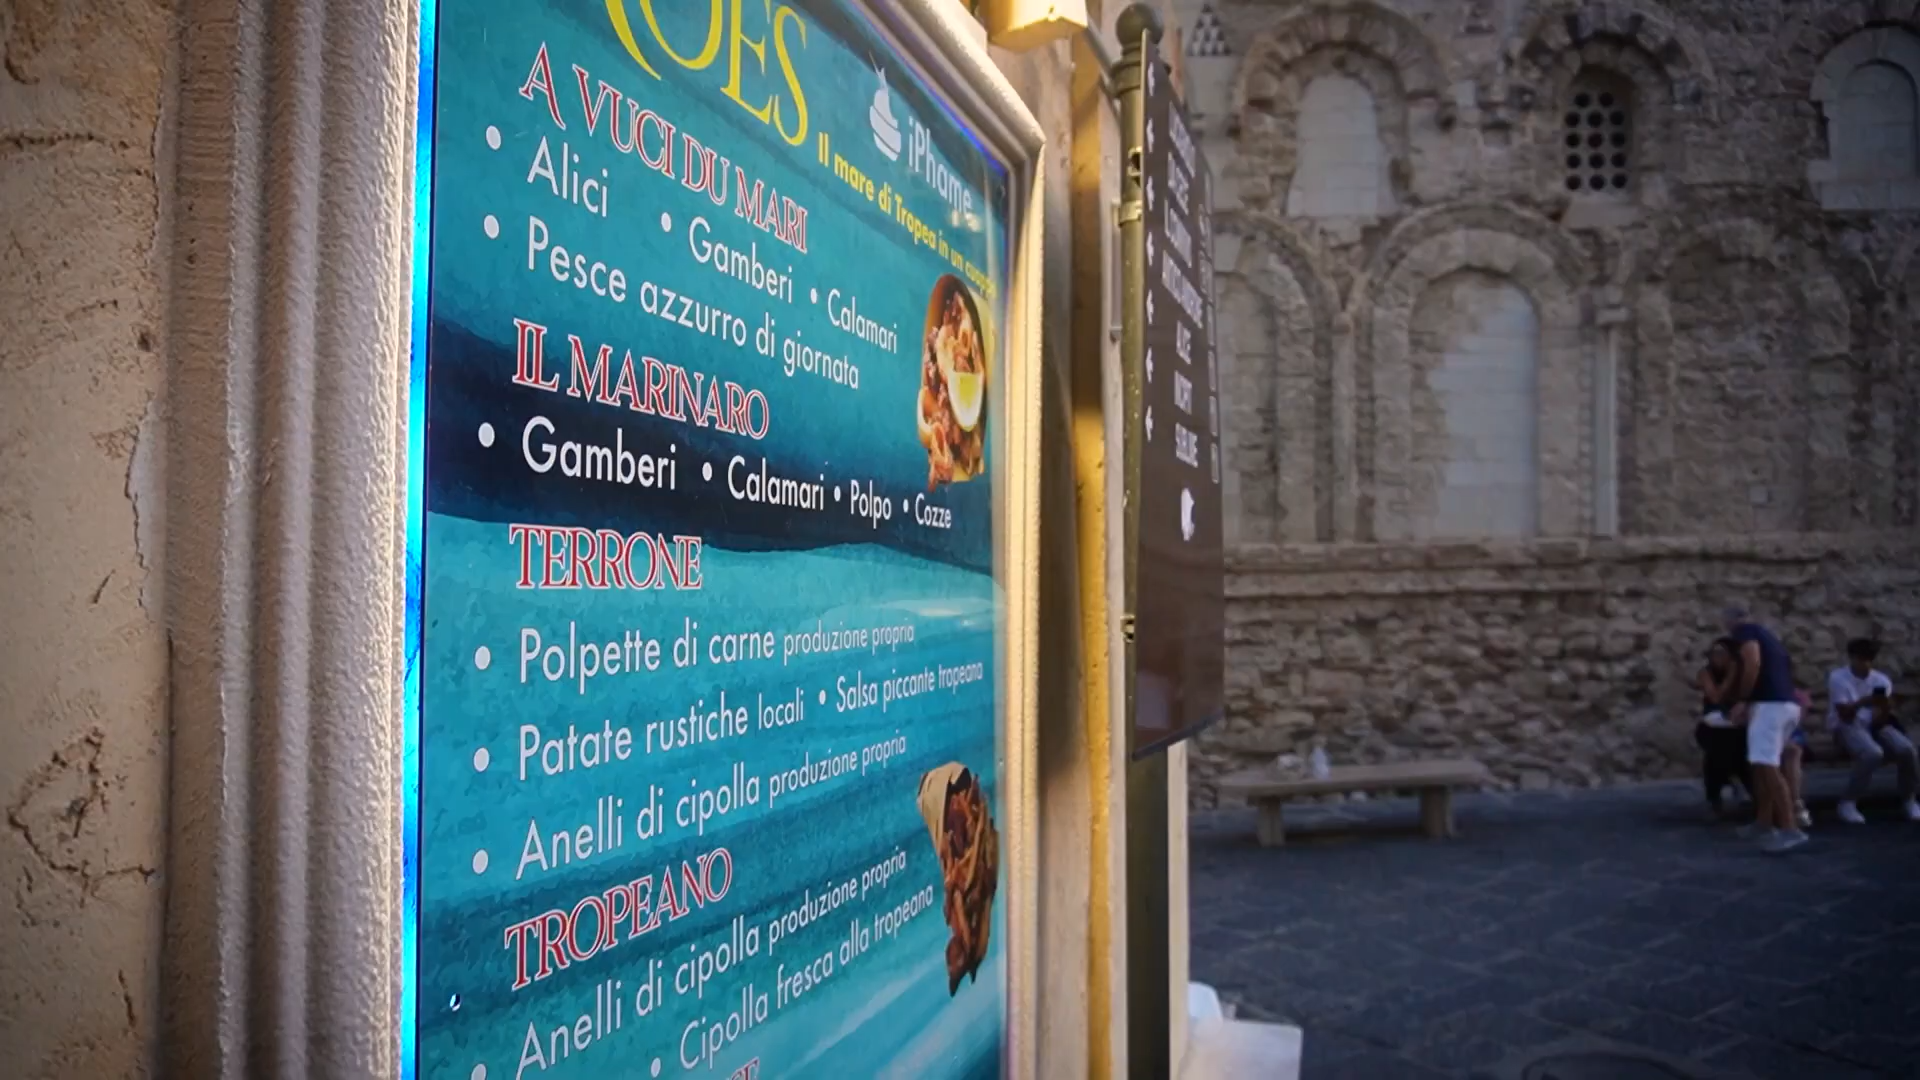 iPhame
Il mare di Tropea in un
A VUCI DU MARI
• Alici • Gamberi • Calamari
• Pesce azzurro di giornata
IL MARINARO
• Gamberi • Calamari • Polpo • Cozze
TERRONE
• Polpette di carne produzione propria
• Patate rustiche locali • Salsa piccante tropeana
• Anelli di cipolla produzione propria
TROPEANO
• Anelli di cipolla produzione propria
• Cipolla fresca alla tropeana